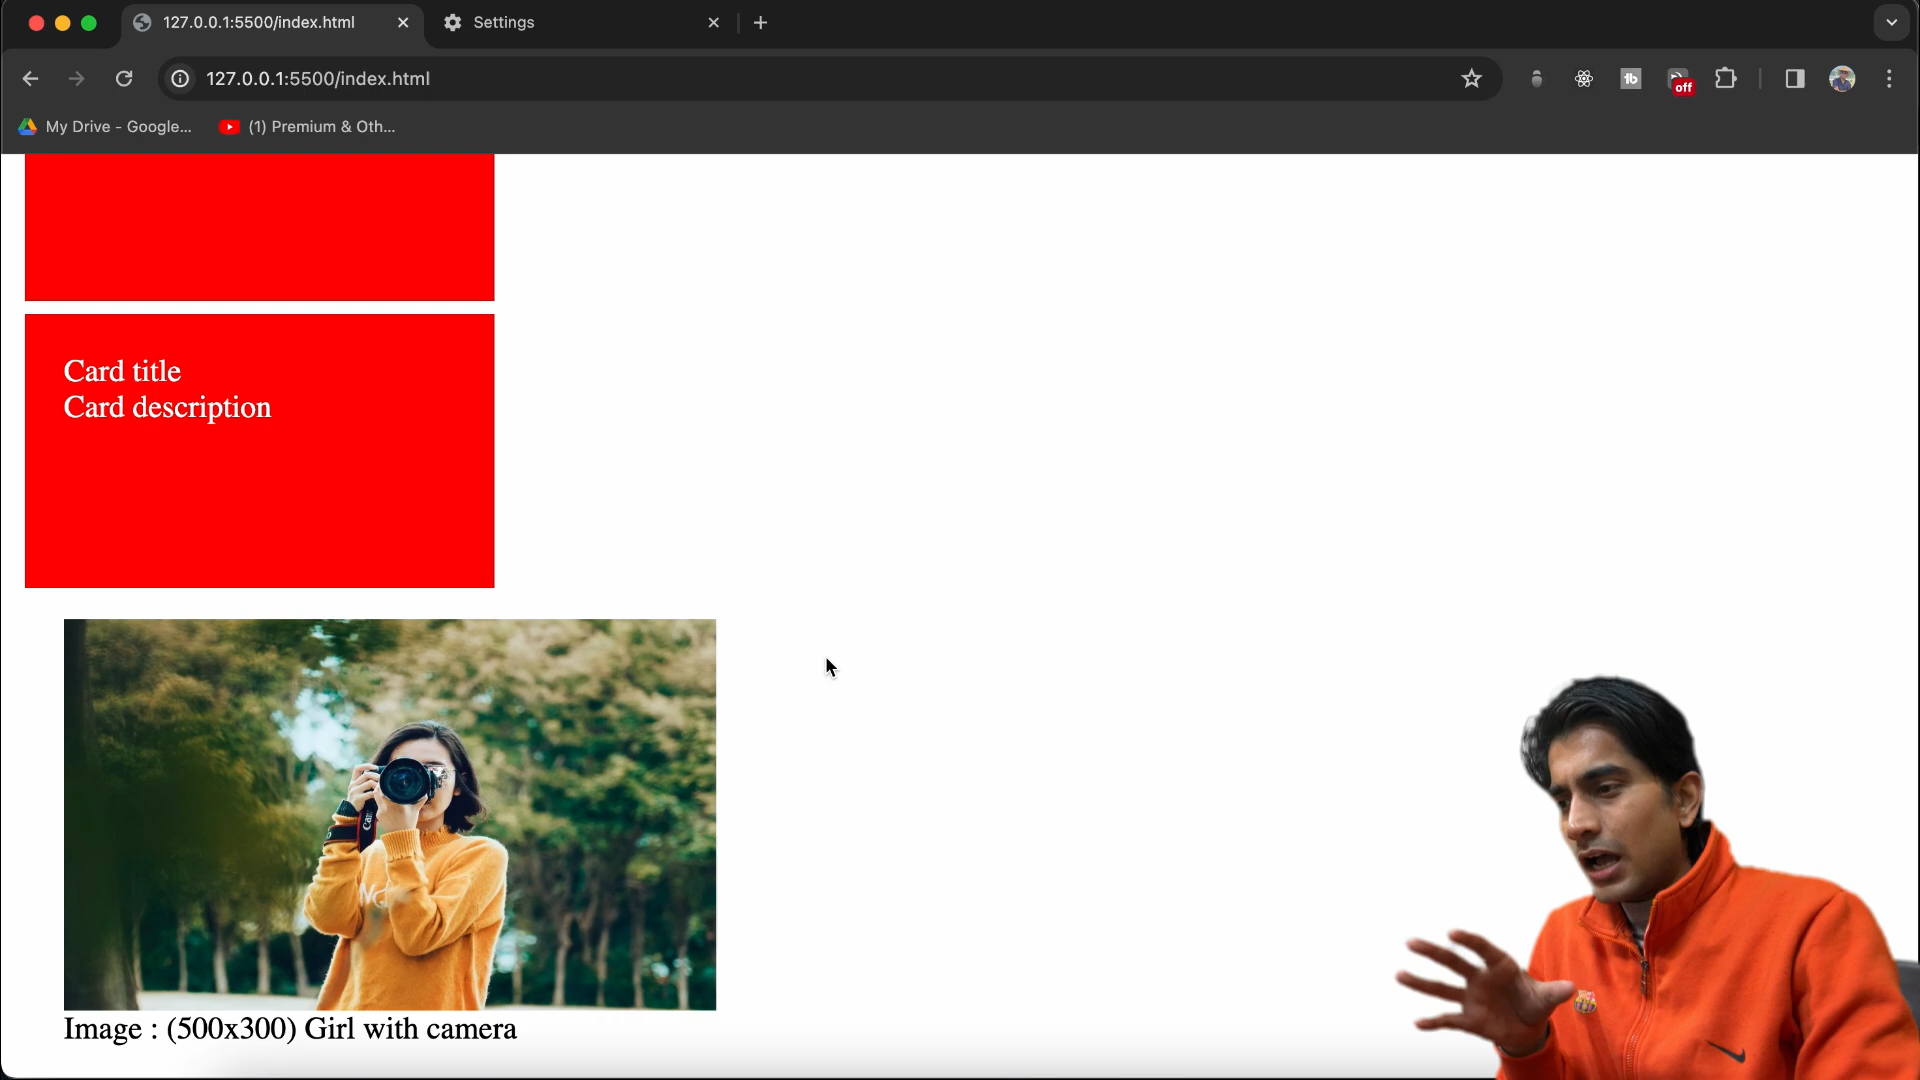 127.0.0.1:5500/index.html
Settings
127.0.0.1:5500/index.html
off
My Drive - Google...
(1) Premium & Oth...
Card title
Card description
Image : (500x300) Girl with camera